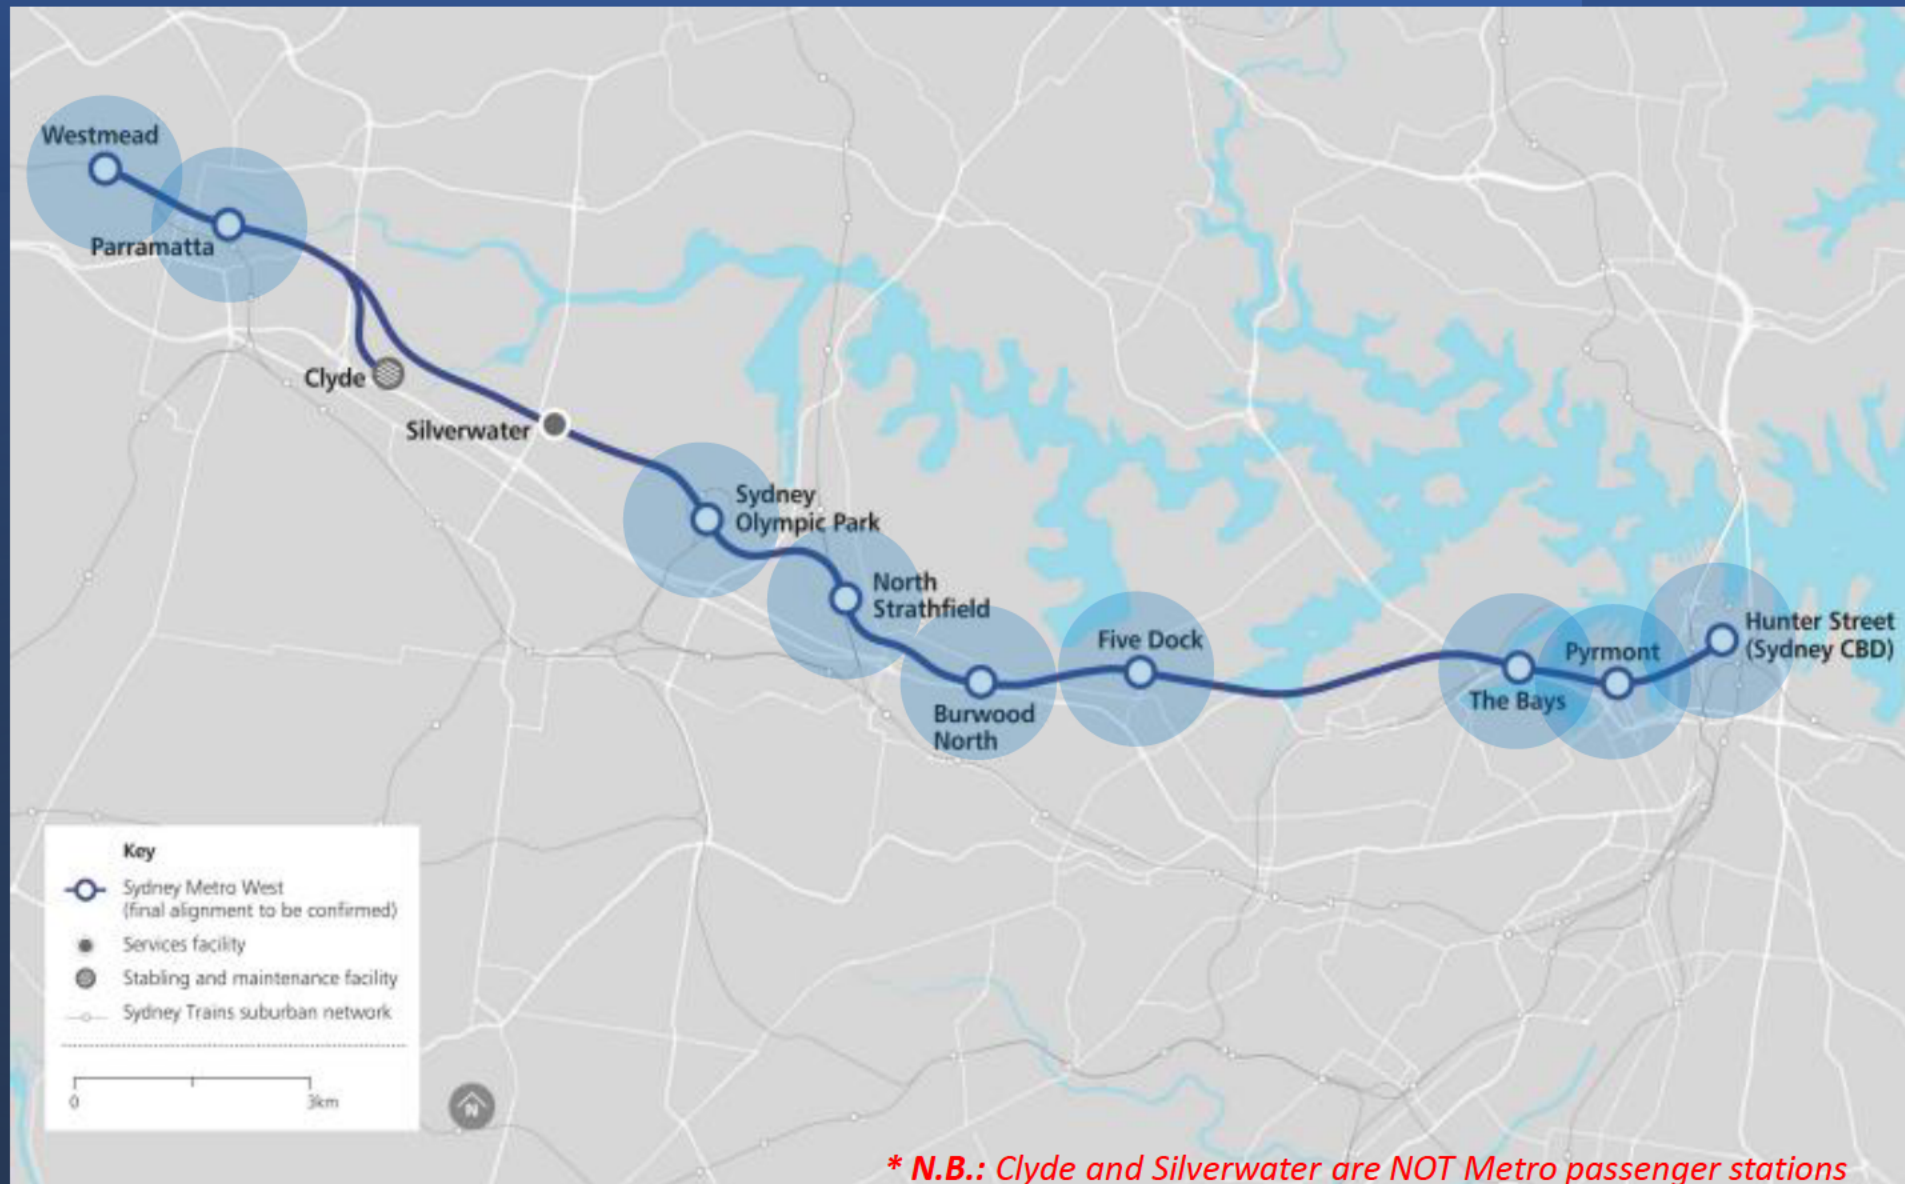 Westmead
Parramatta
Clyde
Silverwater
Sydney
Olympic Park
North
Strathfield
Burwood
North
Five Dock
The Bays
Pyrmont
Hunter Street
(Sydney CBD)
Key
Sydney Metro West
(final alignment to be confirmed)
Services facility
Stabling and maintenance facility
Sydney Trains suburban network
0 3km
N
* N.B.: Clyde and Silverwater are NOT Metro passenger stations